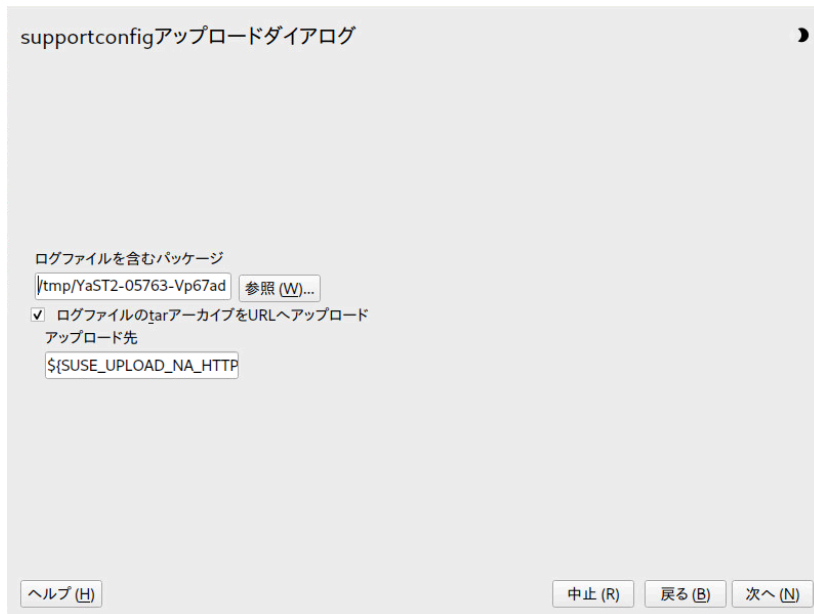 supportconfigアップロードダイアログ
ログファイルを含むパッケージ
/tmp/YaST2-05763-Vp67ad
参照 (W)...
ログファイルのtarアーカイブをURLへアップロード
アップロード先
${SUSE_UPLOAD_NA_HTTP
ヘルプ (H)
中止 (R)
戻る (B)
次へ (N)